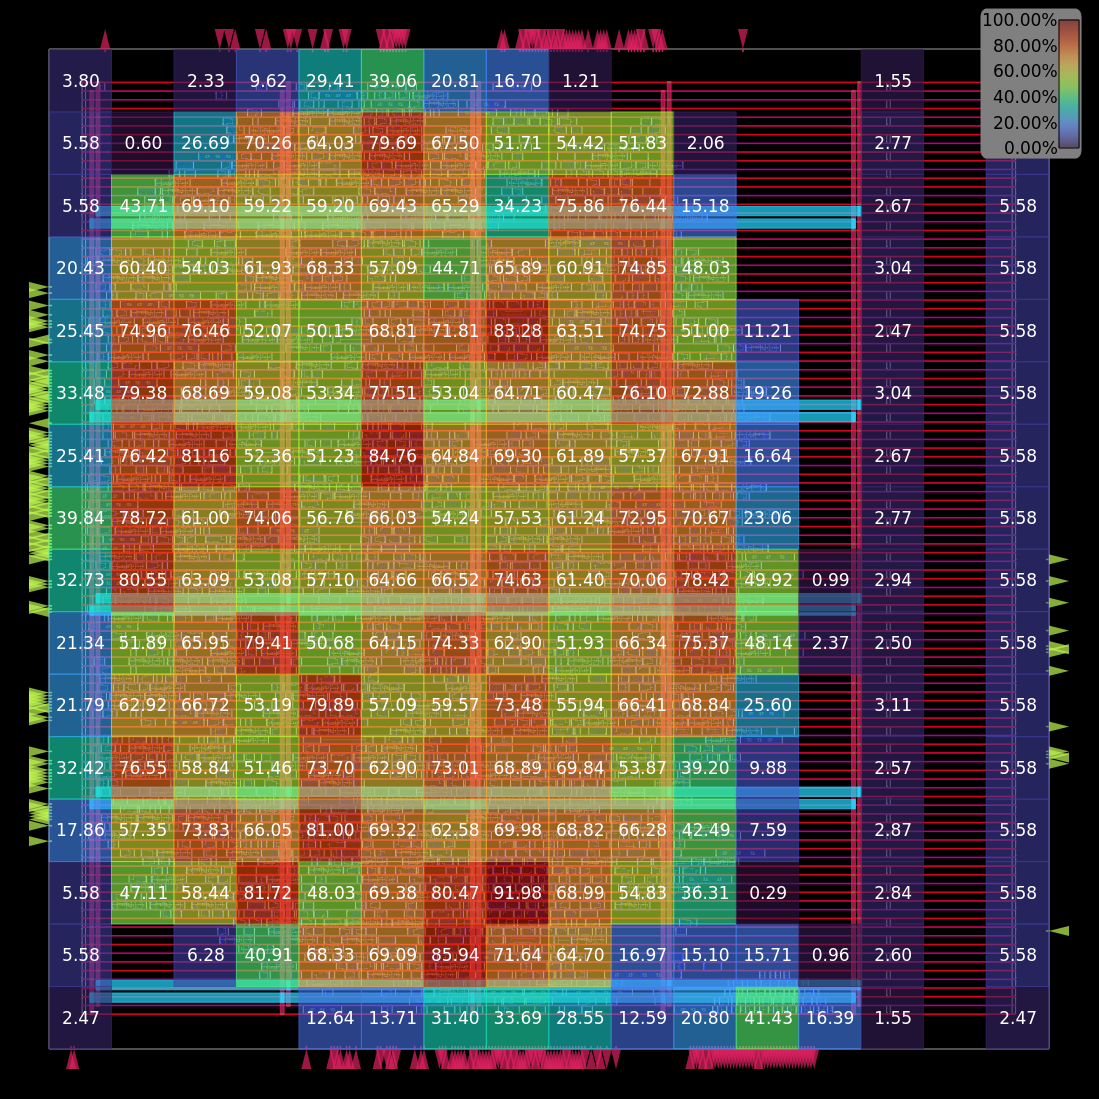 100.00%
80.00%
60.00%
40.00%
20.00%
0.00%
3.80 2.33 9.62 29.41 39.06 20.81 16.70 1.21 1.55
5.58 0.60 26.69 70.26 64.03 79.69 67.50 51.71 54.42 51.83 2.06 2.77
5.58 43.71 69.10 59.22 59.20 69.43 65.29 34.23 75.86 76.44 15.18 2.67 5.58
20.43 60.40 54.03 61.93 68.33 57.09 44.71 65.89 60.91 74.85 48.03 3.04 5.58
25.45 74.96 76.46 52.07 50.15 68.81 71.81 83.28 63.51 74.75 51.00 11.21 2.47 5.58
33.48 79.38 68.69 59.08 53.34 77.51 53.04 64.71 60.47 76.10 72.88 19.26 3.04 5.58
25.41 76.42 81.16 52.36 51.23 84.76 64.84 69.30 61.89 57.37 67.91 16.64 2.67 5.58
39.84 78.72 61.00 74.06 56.76 66.03 54.24 57.53 61.24 72.95 70.67 23.06 2.77 5.58
32.73 80.55 63.09 53.08 57.10 64.66 66.52 74.63 61.40 70.06 78.42 49.92 0.99 2.94 5.58
21.34 51.89 65.95 79.41 50.68 64.15 74.33 62.90 51.93 66.34 75.37 48.14 2.37 2.50 5.58
21.79 62.92 66.72 53.19 79.89 57.09 59.57 73.48 55.94 66.41 68.84 25.60 3.11 5.58
32.42 76.55 58.84 51.46 73.70 62.90 73.01 68.89 69.84 53.87 39.20 9.88 2.57 5.58
17.86 57.35 73.83 66.05 81.00 69.32 62.58 69.98 68.82 66.28 42.49 7.59 2.87 5.58
5.58 47.11 58.44 81.72 48.03 69.38 80.47 91.98 68.99 54.83 36.31 0.29 2.84 5.58
5.58 6.28 40.91 68.33 69.09 85.94 71.64 64.70 16.97 15.10 15.71 0.96 2.60 5.58
2.47 12.64 13.71 31.40 33.69 28.55 12.59 20.80 41.43 16.39 1.55 2.47